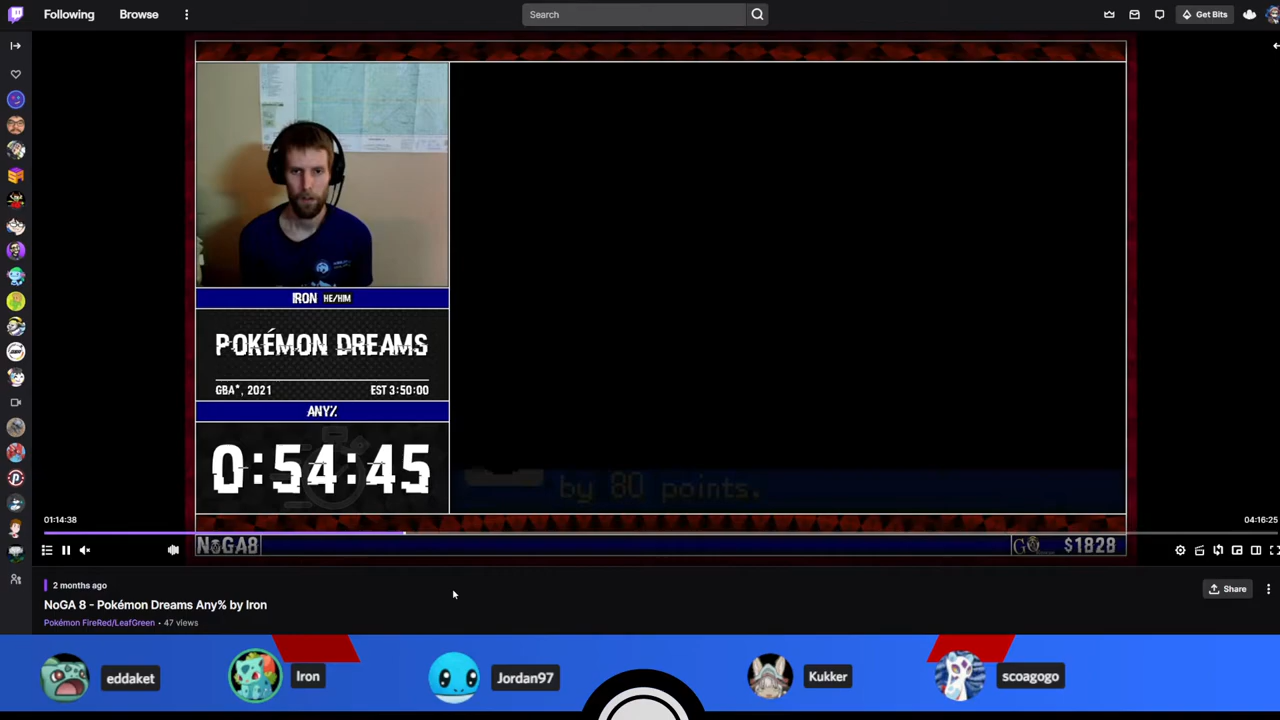 Following
Browse
Search
Get Bits
IRON HE/HIM
POKÉMON DREAMS
GBA*, 2021
EST 3:50:00
ANY%
0:54:45
by 80 points.
01:14:38
04:16:25
NoGA8
$1828
2 months ago
Share
NoGA 8 - Pokémon Dreams Any% by Iron
Pokémon FireRed/LeafGreen · 47 views
eddaket
Iron
Jordan97
Kukker
scoagogo